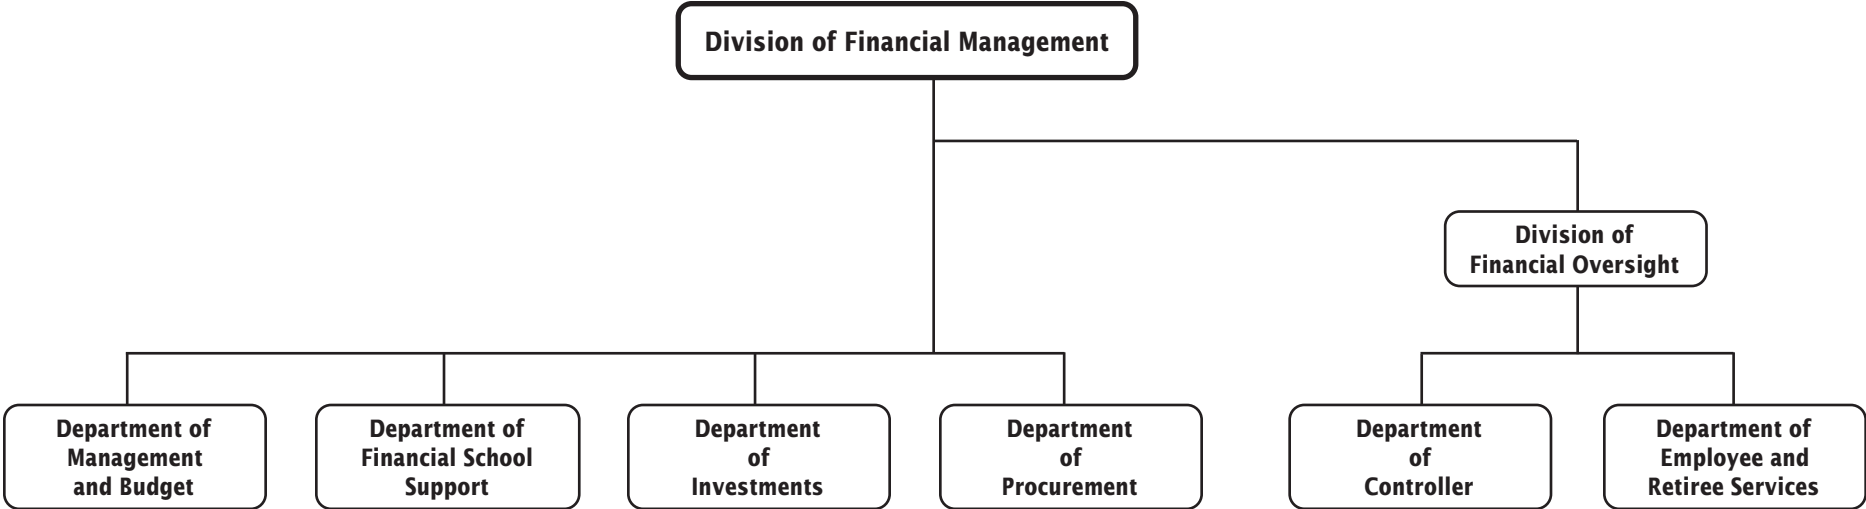 Division of Financial Management
Division of
Financial Oversight
Department of
Management
and Budget
Department of
Financial School
Support
Department
of
Investments
Department
of
Procurement
Department
of
Controller
Department of
Employee and
Retiree Services